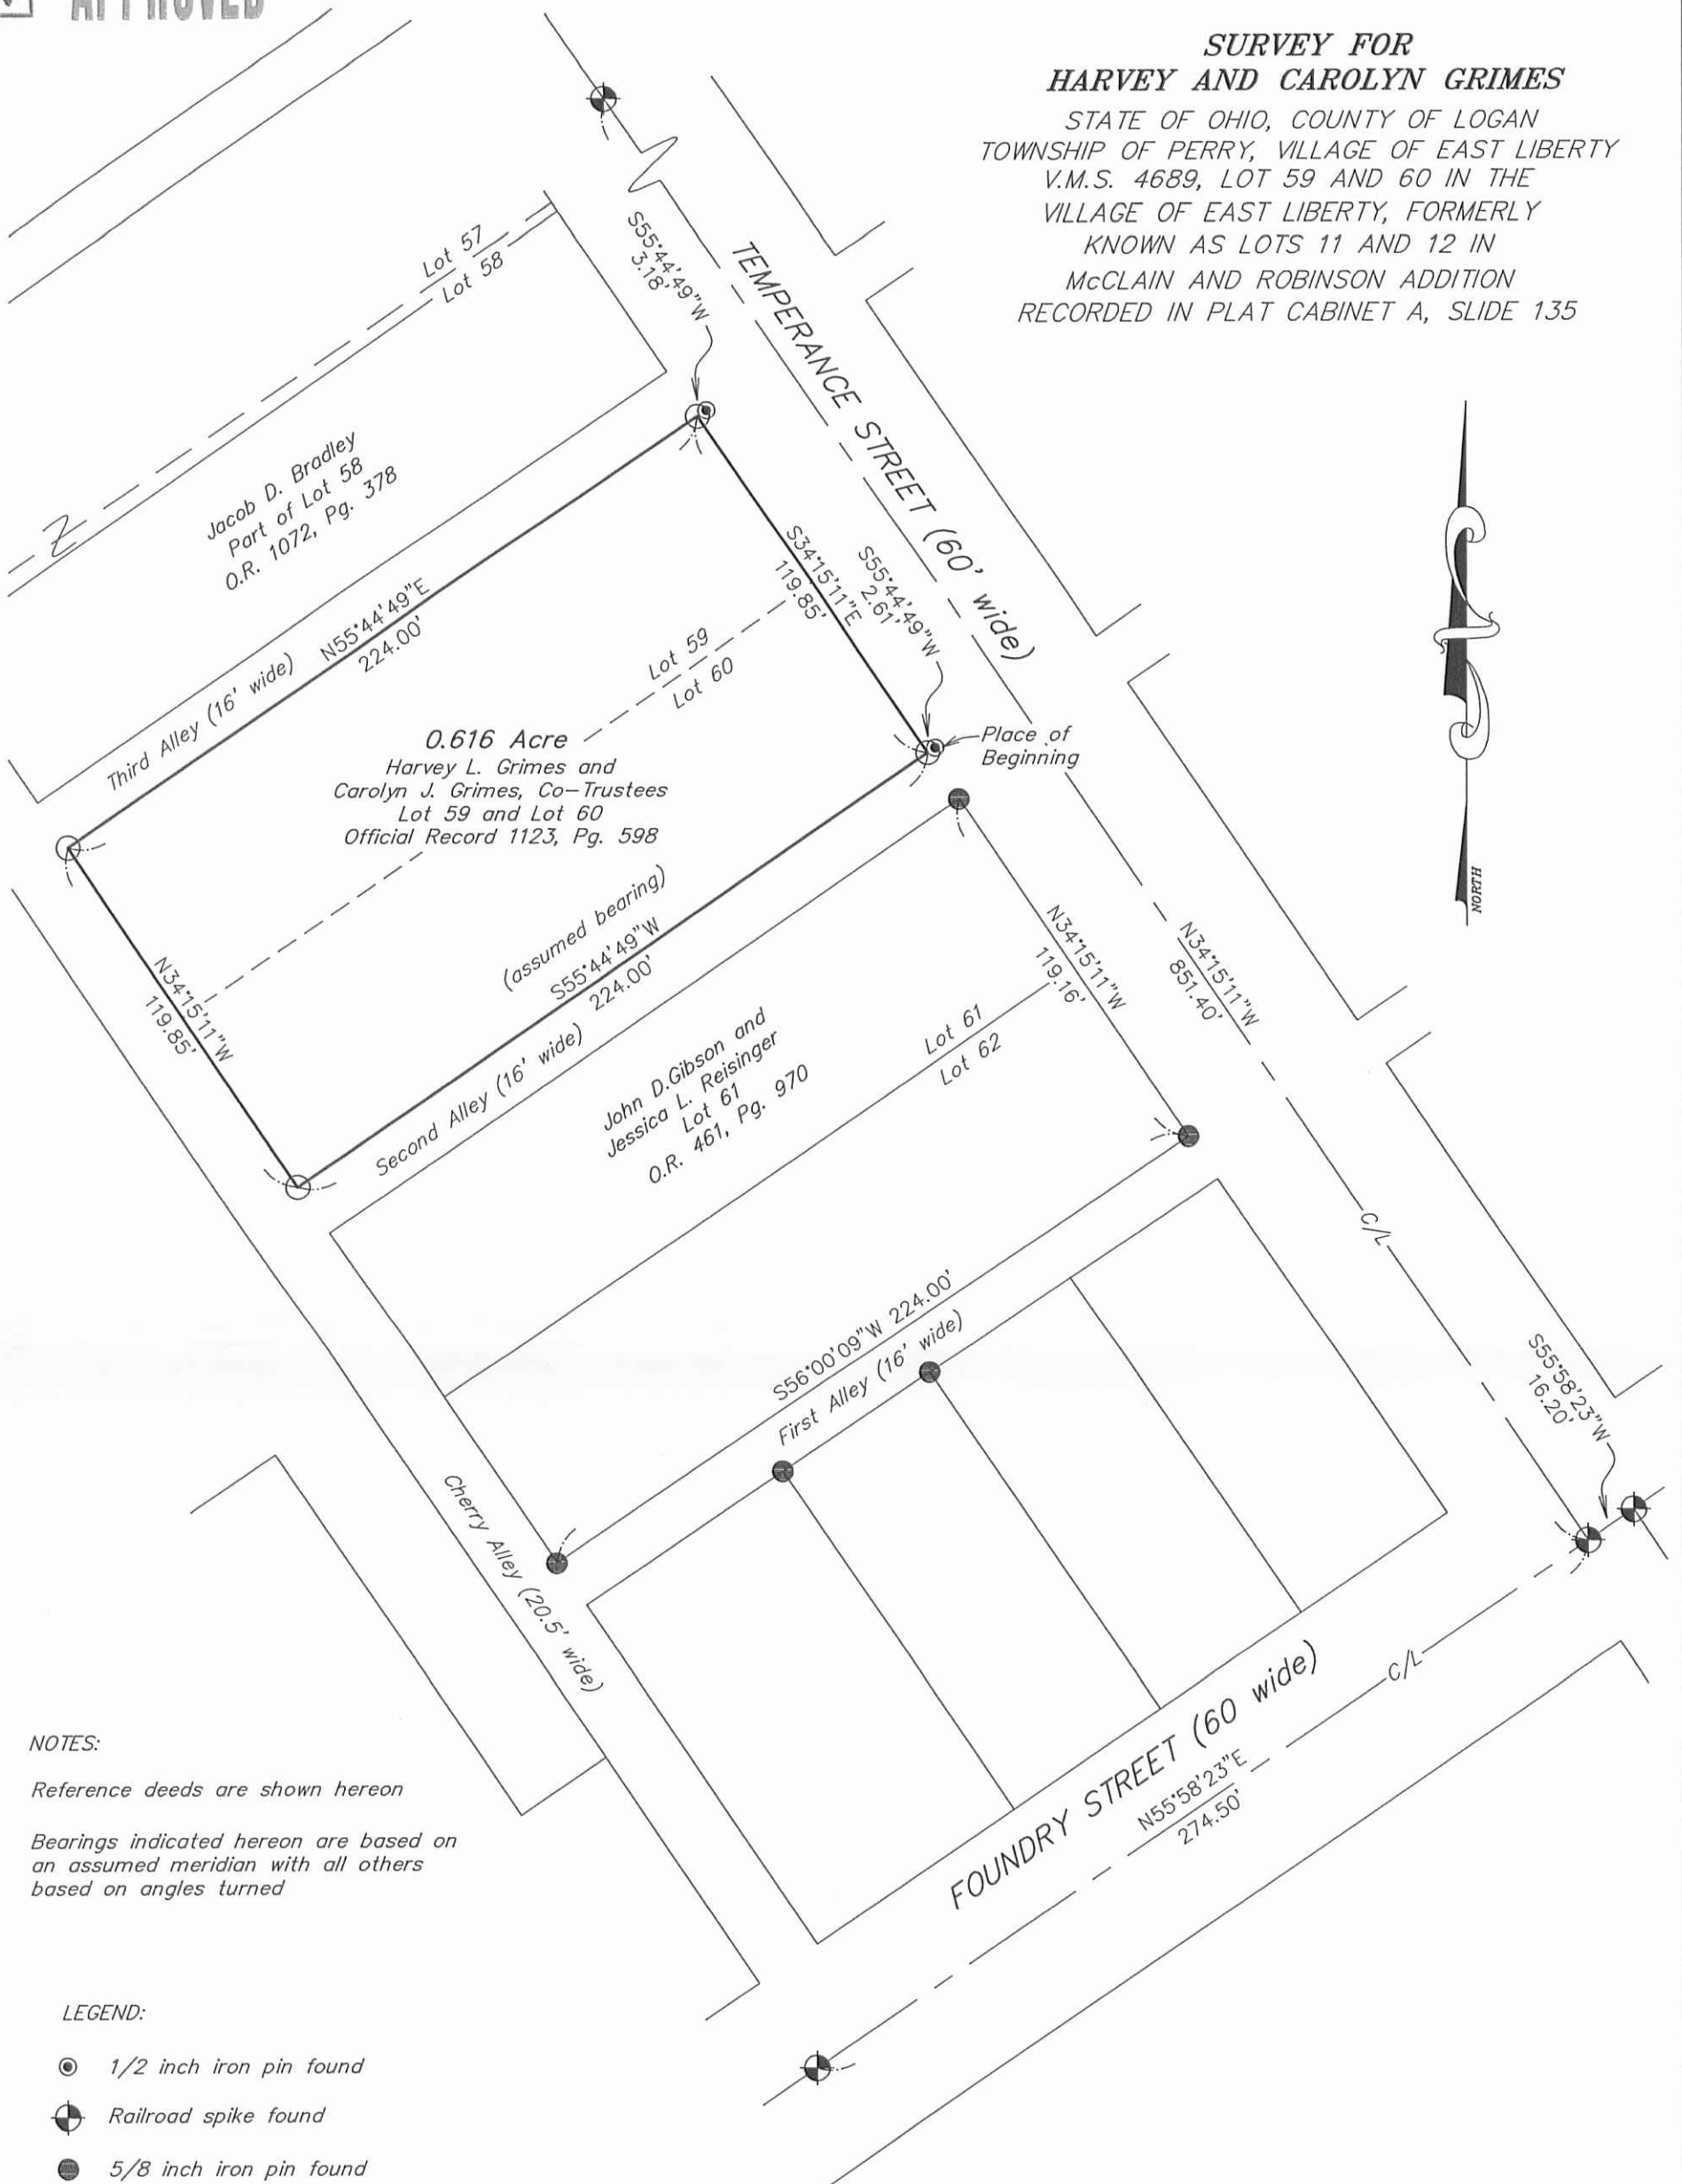 APPROVED
SURVEY FOR
HARVEY AND CAROLYN GRIMES
STATE OF OHIO, COUNTY OF LOGAN
TOWNSHIP OF PERRY, VILLAGE OF EAST LIBERTY
V.M.S. 4689, LOT 59 AND 60 IN THE
VILLAGE OF EAST LIBERTY, FORMERLY
KNOWN AS LOTS 11 AND 12 IN
McCLAIN AND ROBINSON ADDITION
RECORDED IN PLAT CABINET A, SLIDE 135
Lot 57
Lot 58
S55°44'49"W
3.18'
TEMPERANCE STREET (60' wide)
Jacob D. Bradley
Part of Lot 58
O.R. 1072, Pg. 378
Third Alley (16' wide)
N55°44'49"E
224.00'
S34°15'11"E
119.85'
S55°44'49"W
2.61'
Lot 59
Lot 60
Place of
Beginning
0.616 Acre
Harvey L. Grimes and
Carolyn J. Grimes, Co-Trustees
Lot 59 and Lot 60
Official Record 1123, Pg. 598
NORTH
N34°15'11"W
119.85'
(assumed bearing)
S55°44'49"W
224.00'
Second Alley (16' wide)
N34°15'11"W
119.16'
N34°15'11"W
851.40'
John D.Gibson and
Jessica L. Reisinger
Lot 61
O.R. 461, Pg. 970
Lot 61
Lot 62
C/L
S56°00'09"W 224.00'
First Alley (16' wide)
S55°58'23"W
16.20'
Cherry Alley (20.5' wide)
FOUNDRY STREET (60 wide)
C/L
N55°58'23"E
274.50'
NOTES:
Reference deeds are shown hereon
Bearings indicated hereon are based on
an assumed meridian with all others
based on angles turned
LEGEND:
1/2 inch iron pin found
Railroad spike found
5/8 inch iron pin found